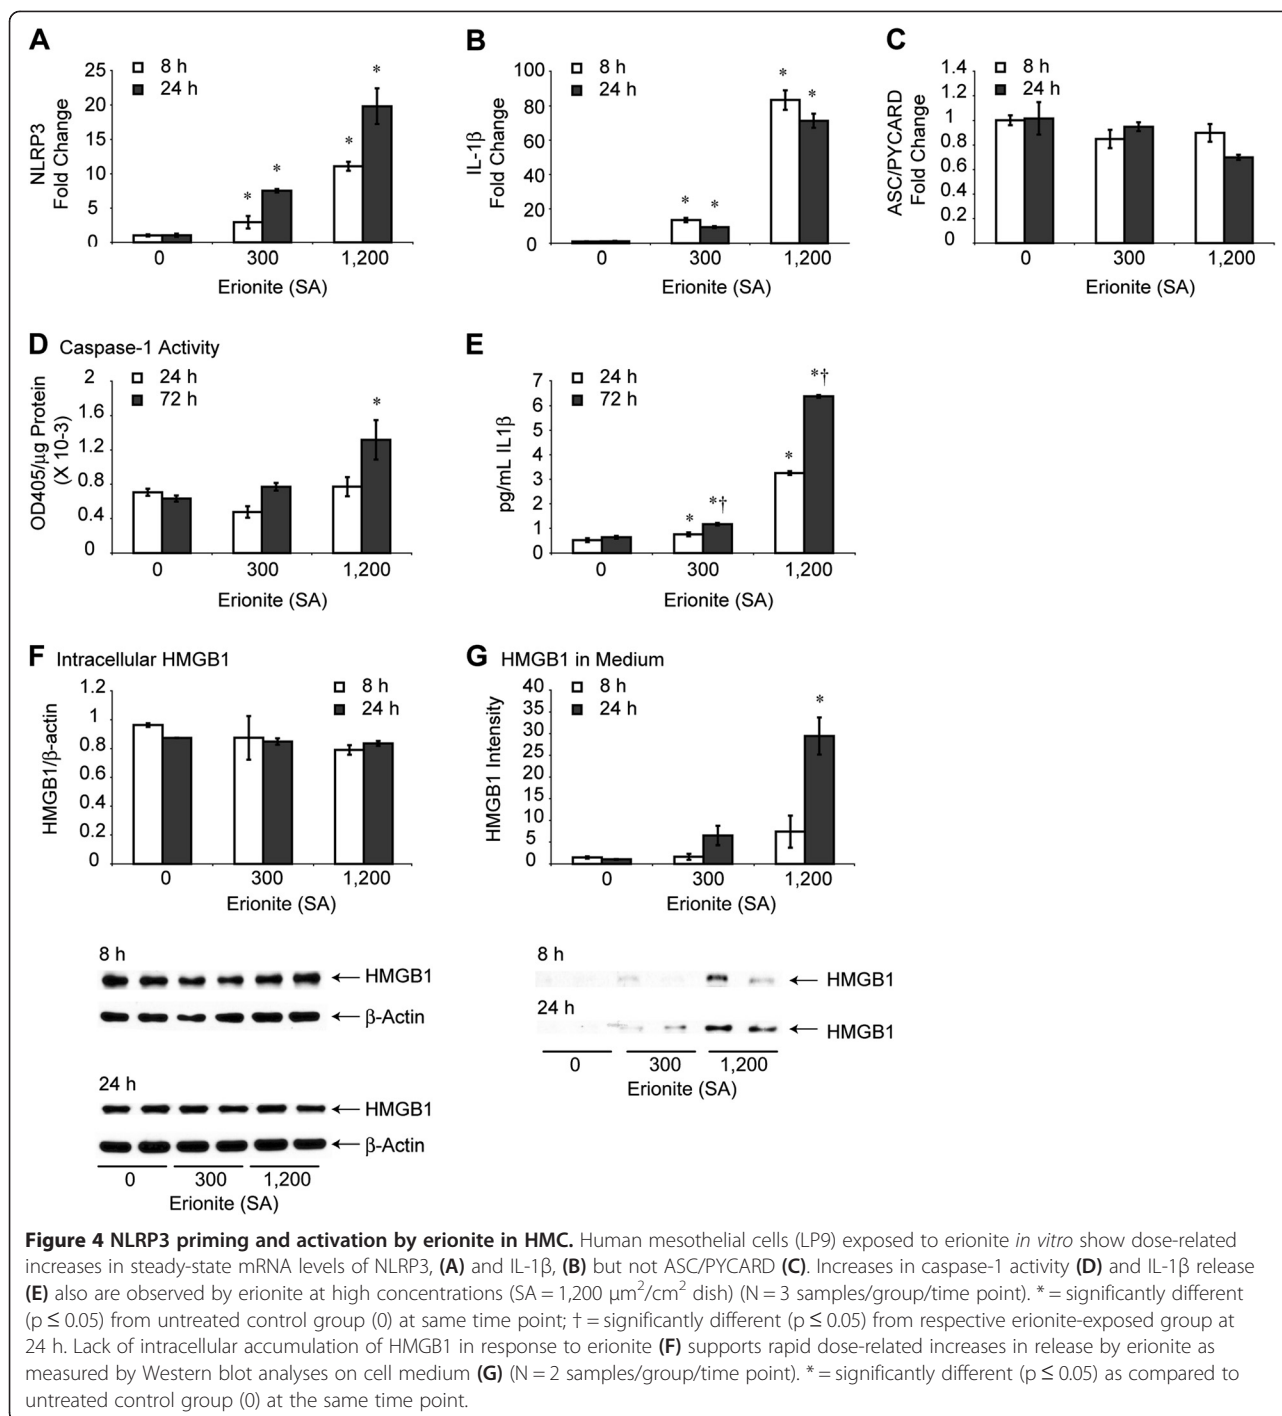 A
NLRP3
Fold Change
25
20
15
10
5
0
8 h
24 h
*
*
*
*
0
300
1,200
Erionite (SA)
B
IL-1β
Fold Change
100
80
60
40
20
0
8 h
24 h
*
*
*
*
0
300
1,200
Erionite (SA)
C
ASC/PYCARD
Fold Change
1.4
1.2
1
0.8
0.6
0.4
0.2
0
8 h
24 h
0
300
1,200
Erionite (SA)
D Caspase-1 Activity
OD405/μg Protein
(X 10-3)
2
1.6
1.2
0.8
0.4
0
24 h
72 h
*
0
300
1,200
Erionite (SA)
E
pg/mL IL1β
7
6
5
4
3
2
1
0
24 h
72 h
*
*†
*
*†
0
300
1,200
Erionite (SA)
F Intracellular HMGB1
HMGB1/β-actin
1.2
1
0.8
0.6
0.4
0.2
0
8 h
24 h
0
300
1,200
Erionite (SA)
8 h
HMGB1
β-Actin
24 h
HMGB1
β-Actin
0
300
1,200
Erionite (SA)
G HMGB1 in Medium
HMGB1 Intensity
40
35
30
25
20
15
10
5
0
8 h
24 h
*
0
300
1,200
Erionite (SA)
8 h
HMGB1
24 h
HMGB1
0
300
1,200
Erionite (SA)
Figure 4 NLRP3 priming and activation by erionite in HMC. Human mesothelial cells (LP9) exposed to erionite in vitro show dose-related
increases in steady-state mRNA levels of NLRP3, (A) and IL-1β, (B) but not ASC/PYCARD (C). Increases in caspase-1 activity (D) and IL-1β release
(E) also are observed by erionite at high concentrations (SA = 1,200 μm²/cm² dish) (N = 3 samples/group/time point). * = significantly different
(p ≤ 0.05) from untreated control group (0) at same time point; † = significantly different (p ≤ 0.05) from respective erionite-exposed group at
24 h. Lack of intracellular accumulation of HMGB1 in response to erionite (F) supports rapid dose-related increases in release by erionite as
measured by Western blot analyses on cell medium (G) (N = 2 samples/group/time point). * = significantly different (p ≤ 0.05) as compared to
untreated control group (0) at the same time point.